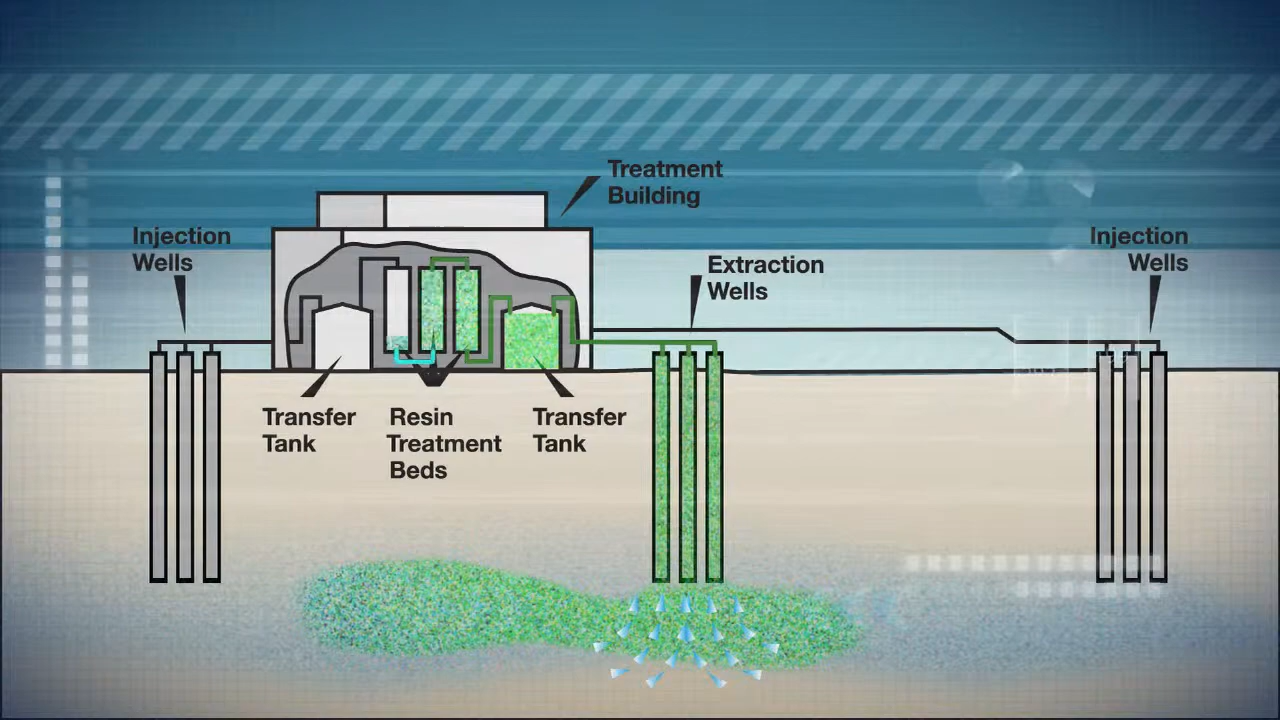 Treatment
Building
Injection
Wells
Extraction
Wells
Injection
Wells
Transfer
Tank
Resin
Treatment
Beds
Transfer
Tank